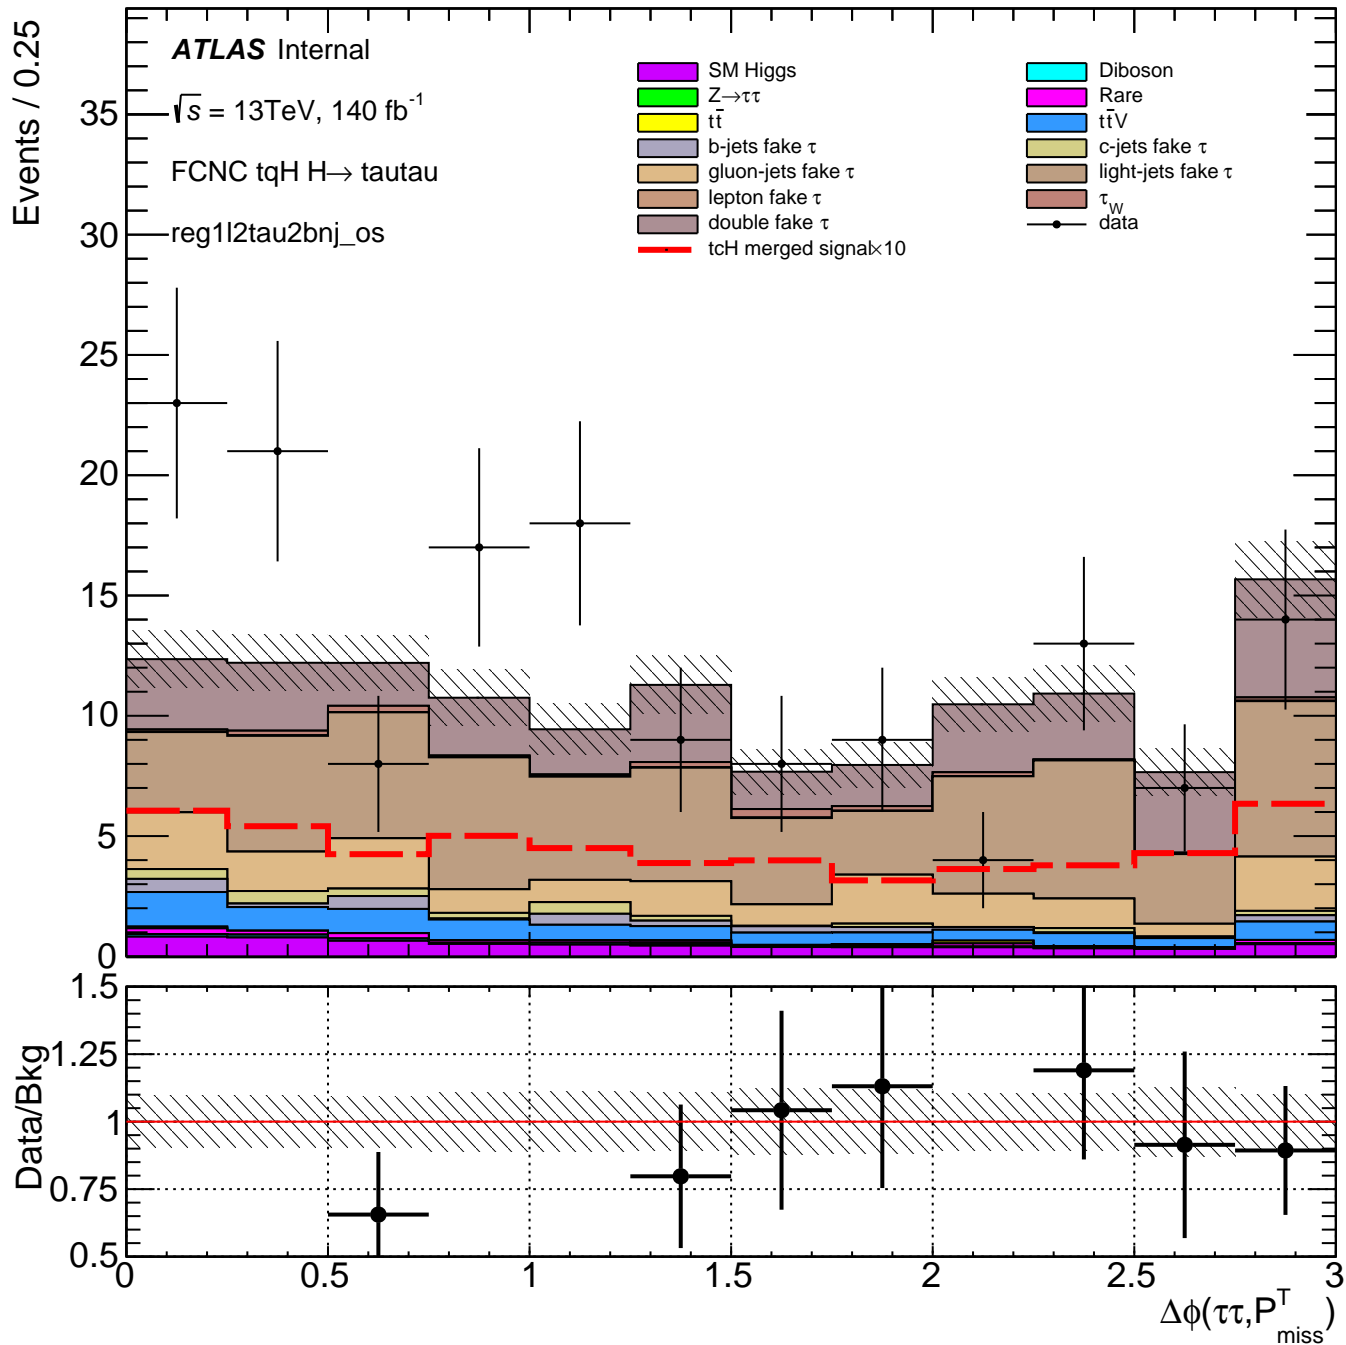 Events / 0.25
ATLAS Internal
√s = 13TeV, 140 fb⁻¹
FCNC tqH H→ tautau
reg1l2tau2bnj_os
SM Higgs
Z→ττ
tt̄
b-jets fake τ
gluon-jets fake τ
lepton fake τ
double fake τ
tcH merged signal×10
Diboson
Rare
tt̄V
c-jets fake τ
light-jets fake τ
τ_W
data
35
30
25
20
15
10
5
0
Data/Bkg
1.5
1.25
1
0.75
0.5
0 0.5 1 1.5 2 2.5 3
Δϕ(ττ,P^T_miss)